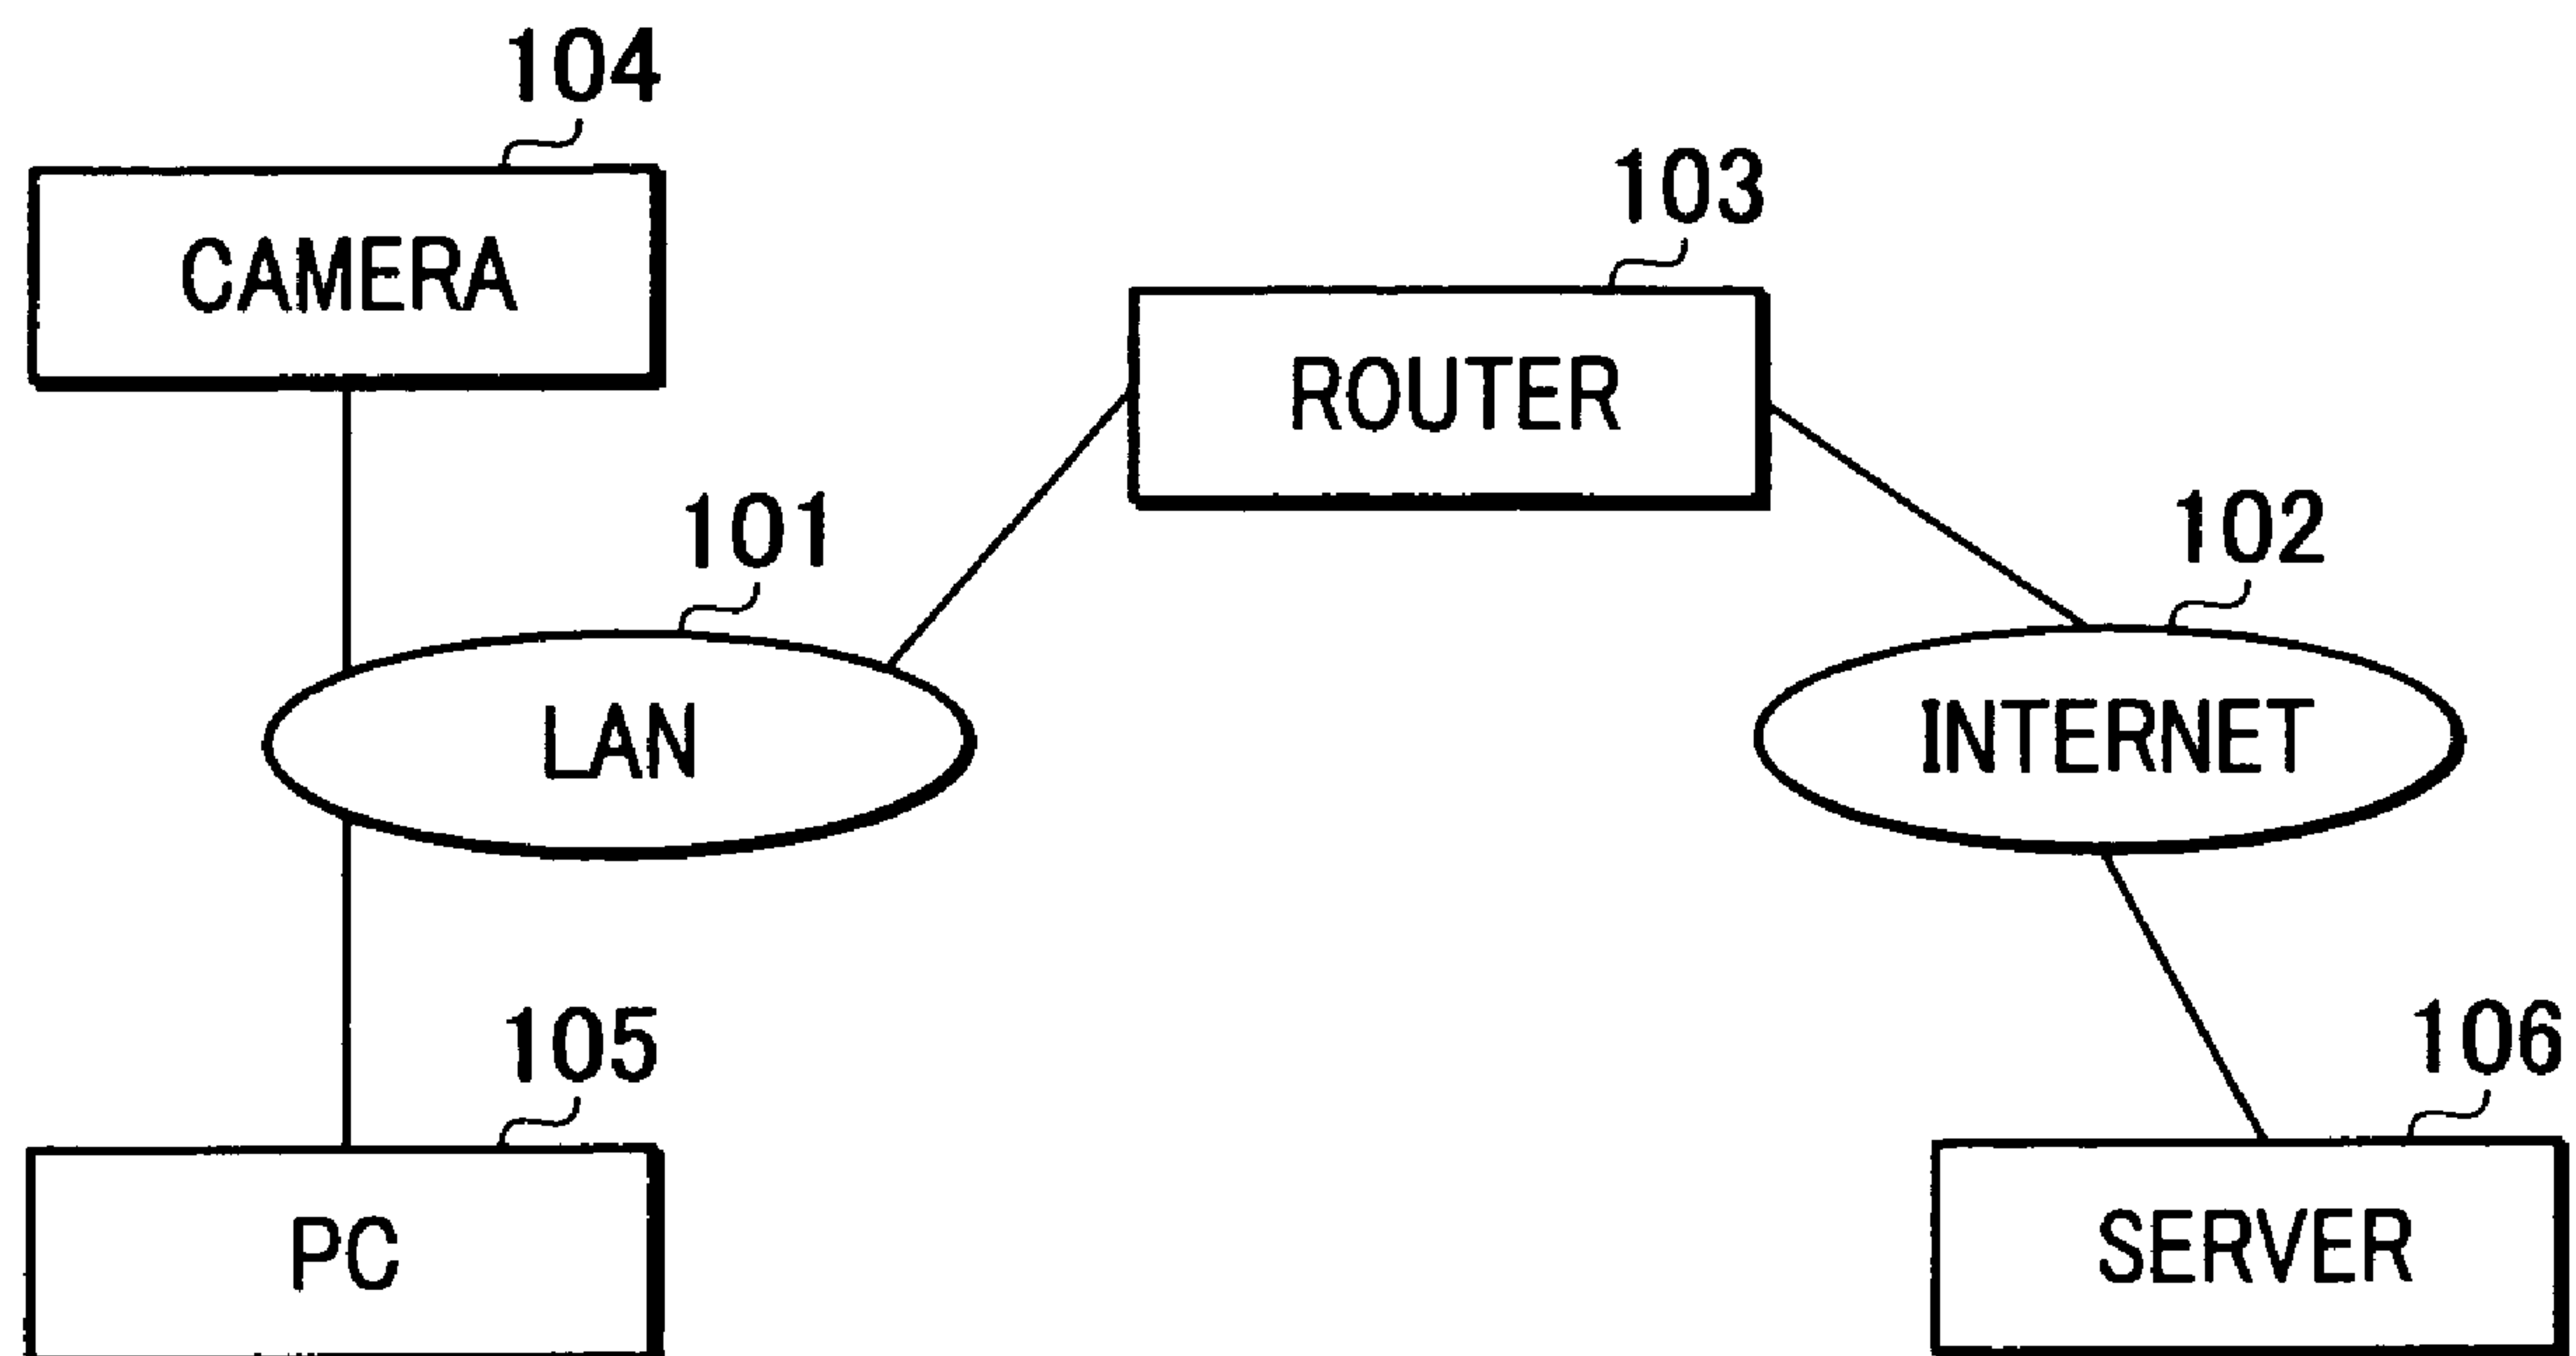 104
CAMERA
103
ROUTER
101
LAN
102
INTERNET
105
PC
106
SERVER